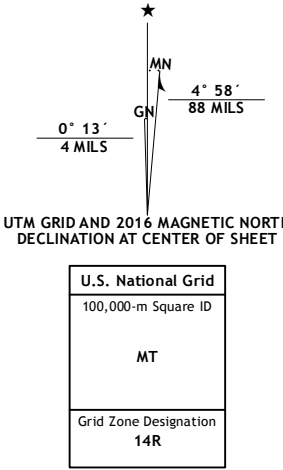 MN
4° 58´
88 MILS
GN
0° 13´
4 MILS
UTM GRID AND 2016 MAGNETIC NORTH
DECLINATION AT CENTER OF SHEET
U.S. National Grid
100,000-m Square ID
MT
Grid Zone Designation
14R